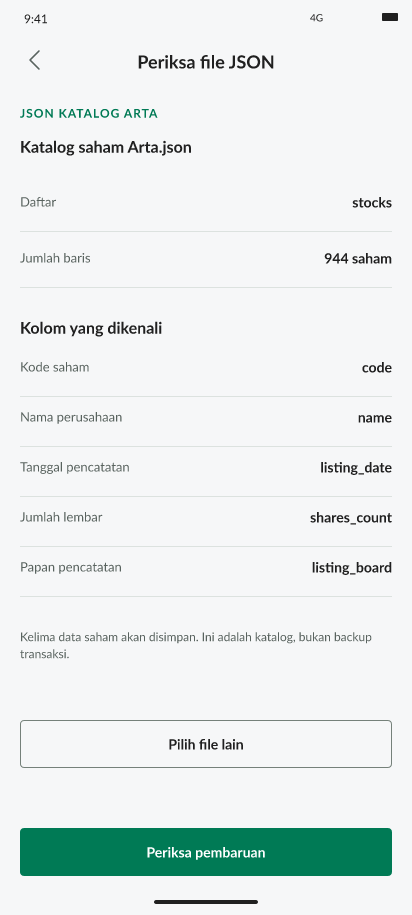 9:41
4G
Periksa file JSON
JSON KATALOG ARTA
Katalog saham Arta.json
Daftar stocks
Jumlah baris 944 saham
Kolom yang dikenali
Kode saham code
Nama perusahaan name
Tanggal pencatatan listing_date
Jumlah lembar shares_count
Papan pencatatan listing_board
Kelima data saham akan disimpan. Ini adalah katalog, bukan backup
transaksi.
Pilih file lain
Periksa pembaruan